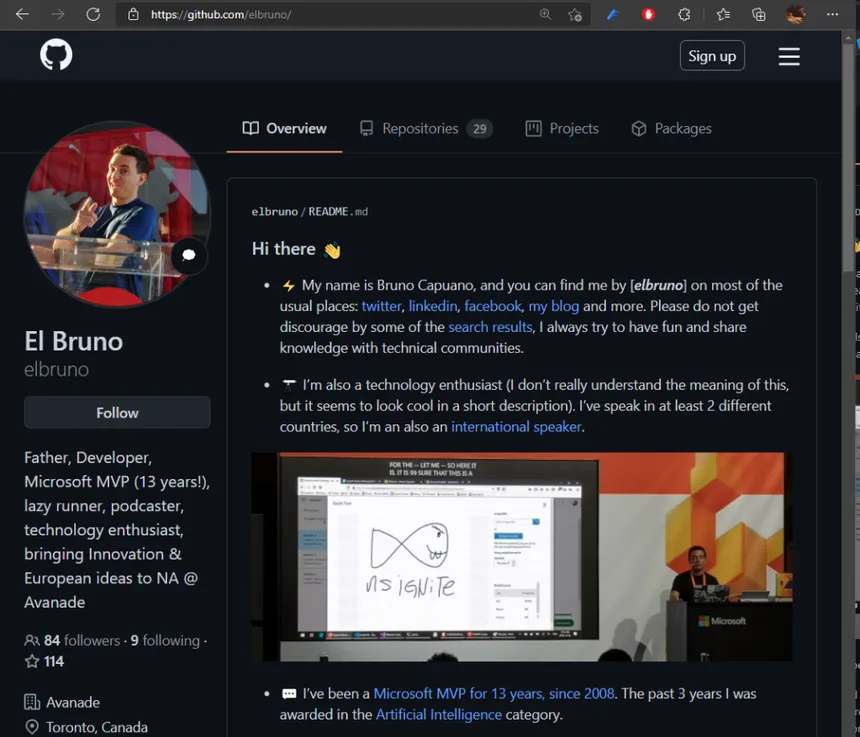 https://github.com/elbruno/
Sign up
Overview
Repositories 29
Projects
Packages
elbruno/README.md
Hi there 👋
⚡ My name is Bruno Capuano, and you can find me by [elbruno] on most of the
usual places: twitter, linkedin, facebook, my blog and more. Please do not get
discourage by some of the search results, I always try to have fun and share
knowledge with technical communities.
I'm also a technology enthusiast (I don't really understand the meaning of this,
but it seems to look cool in a short description). I've speak in at least 2 different
countries, so I'm an also an international speaker.
FOR THE -- LET ME -- SO HERE IT
IS. IT IS 99 SURE THAT THIS IS A
MS IGNITE
Microsoft
💬 I've been a Microsoft MVP for 13 years, since 2008. The past 3 years I was
awarded in the Artificial Intelligence category.
El Bruno
elbruno
Follow
Father, Developer,
Microsoft MVP (13 years!),
lazy runner, podcaster,
technology enthusiast,
bringing Innovation &
European ideas to NA @
Avanade
84 followers · 9 following ·
114
Avanade
Toronto, Canada